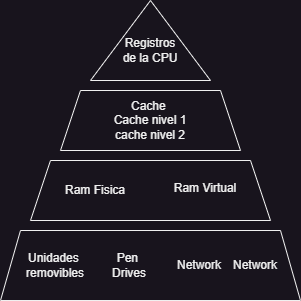 Registros
de la CPU
Cache
Cache nivel 1
cache nivel 2
Ram Fisica
Ram Virtual
Unidades
removibles
Pen
Drives
Network
Network